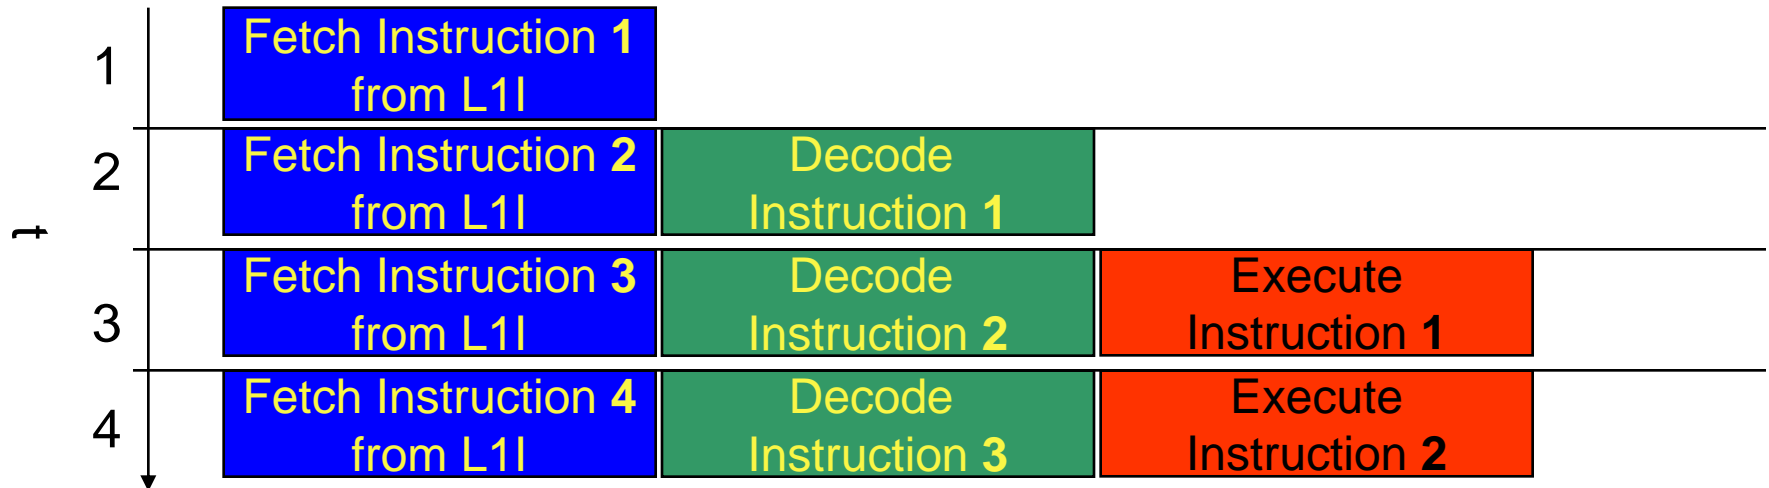 t
1
Fetch Instruction 1
from L1I
2
Fetch Instruction 2
from L1I
Decode
Instruction 1
3
Fetch Instruction 3
from L1I
Decode
Instruction 2
Execute
Instruction 1
4
Fetch Instruction 4
from L1I
Decode
Instruction 3
Execute
Instruction 2